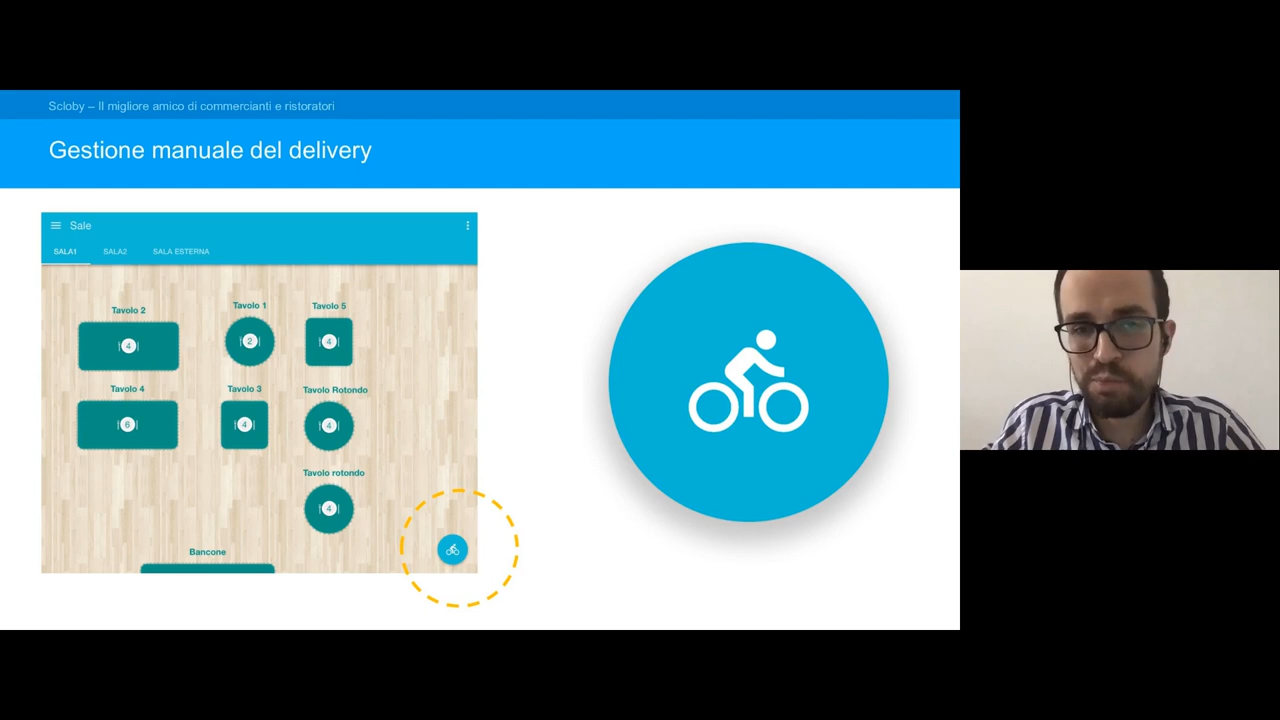 Scloby – Il migliore amico di commercianti e ristoratori
Gestione manuale del delivery
Sale
SALA1 SALA2 SALA ESTERNA
Tavolo 2
4
Tavolo 1
2
Tavolo 5
4
Tavolo 4
6
Tavolo 3
4
Tavolo Rotondo
4
Tavolo rotondo
4
Bancone